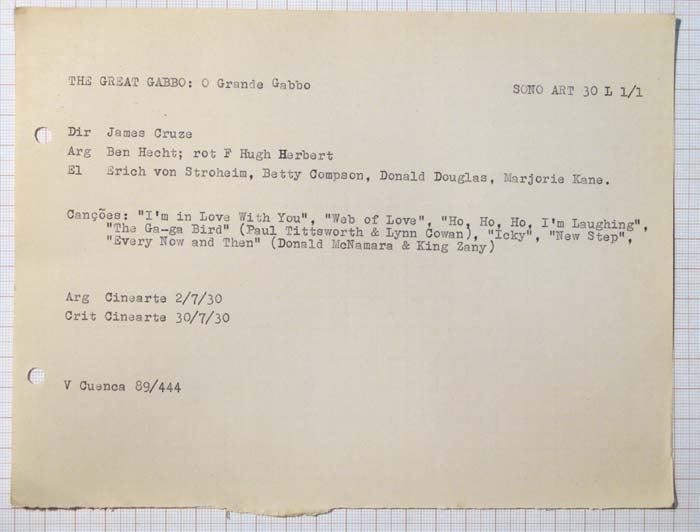 THE GREAT GABBO: O Grande Gabbo
SONO ART 30 L 1/1
Dir James Cruze
Arg Ben Hecht; rot F Hugh Herbert
El Erich von Stroheim, Betty Compson, Donald Douglas, Marjorie Kane.
Canções: "I'm in Love With You", "Web of Love", "Ho, Ho, Ho, I'm Laughing",
"The Ga-ga Bird" (Paul Tittsworth & Lynn Cowan), "Icky", "New Step",
"Every Now and Then" (Donald McNamara & King Zany)
Arg Cinearte 2/7/30
Crit Cinearte 30/7/30
V Cuenca 89/444